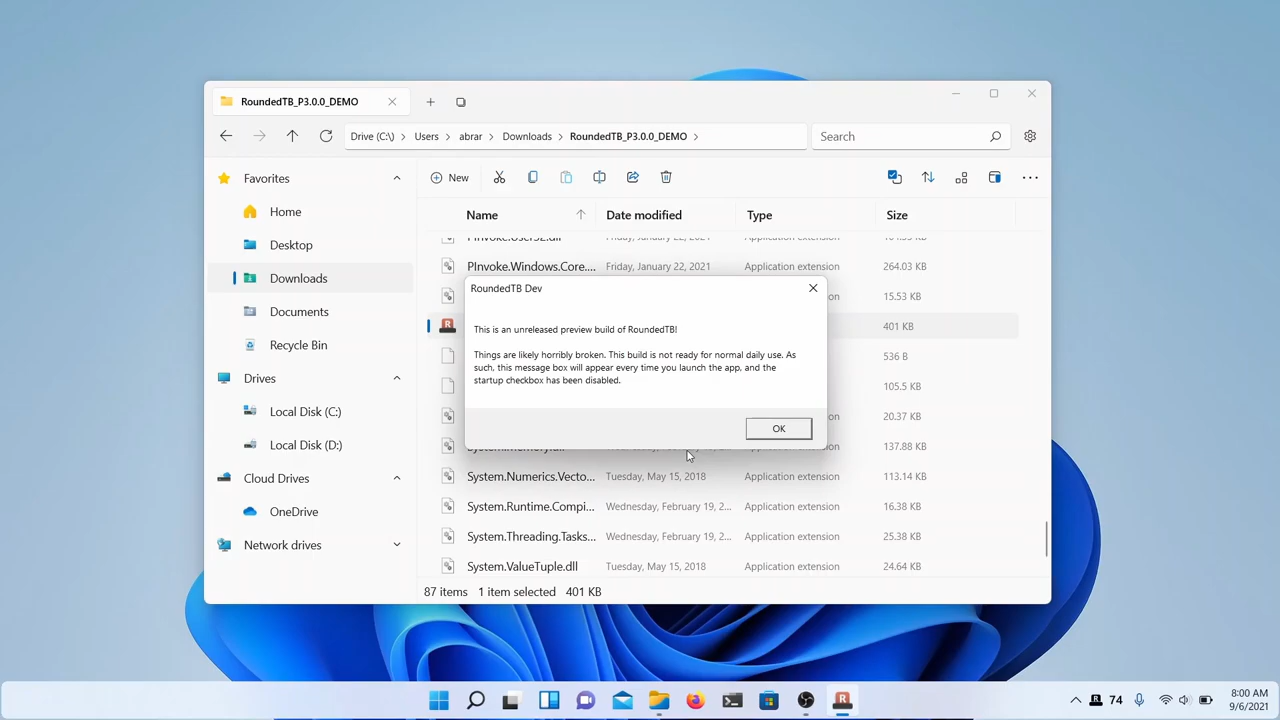 RoundedTB_P3.0.0_DEMO
Drive (C:\) Users abrar Downloads RoundedTB_P3.0.0_DEMO
Search
Favorites
Home
Desktop
Downloads
Documents
Recycle Bin
Drives
Local Disk (C:)
Local Disk (D:)
Cloud Drives
OneDrive
Network drives
New
Name Date modified Type Size
PInvoke.User32.dll Friday, January 22, 2021 Application extension KB
PInvoke.Windows.Core.... Friday, January 22, 2021 Application extension 264.03 KB
on 15.53 KB
401 KB
536 B
105.5 KB
on 20.37 KB
System.Memory.dll on 137.88 KB
System.Numerics.Vecto... Tuesday, May 15, 2018 Application extension 113.14 KB
System.Runtime.Compi... Wednesday, February 19, 2... Application extension 16.38 KB
System.Threading.Tasks... Wednesday, February 19, 2... Application extension 25.38 KB
System.ValueTuple.dll Tuesday, May 15, 2018 Application extension 24.64 KB
87 items 1 item selected 401 KB
RoundedTB Dev
This is an unreleased preview build of RoundedTB!
Things are likely horribly broken. This build is not ready for normal daily use. As
such, this message box will appear every time you launch the app, and the
startup checkbox has been disabled.
OK
74
8:00 AM
9/6/2021